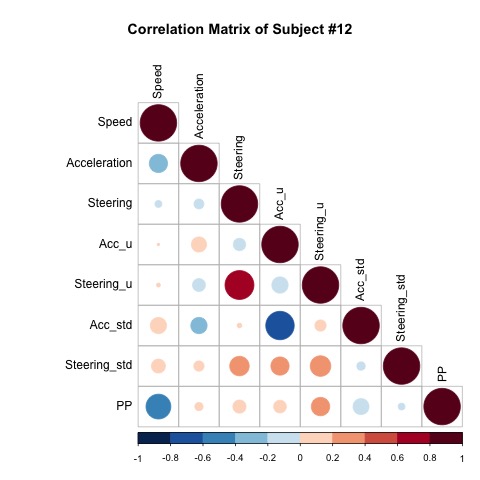 Correlation Matrix of Subject #12
Speed
Acceleration
Steering
Acc_u
Steering_u
Acc_std
Steering_std
PP
Speed
Acceleration
Steering
Acc_u
Steering_u
Acc_std
Steering_std
PP
-1 -0.8 -0.6 -0.4 -0.2 0 0.2 0.4 0.6 0.8 1